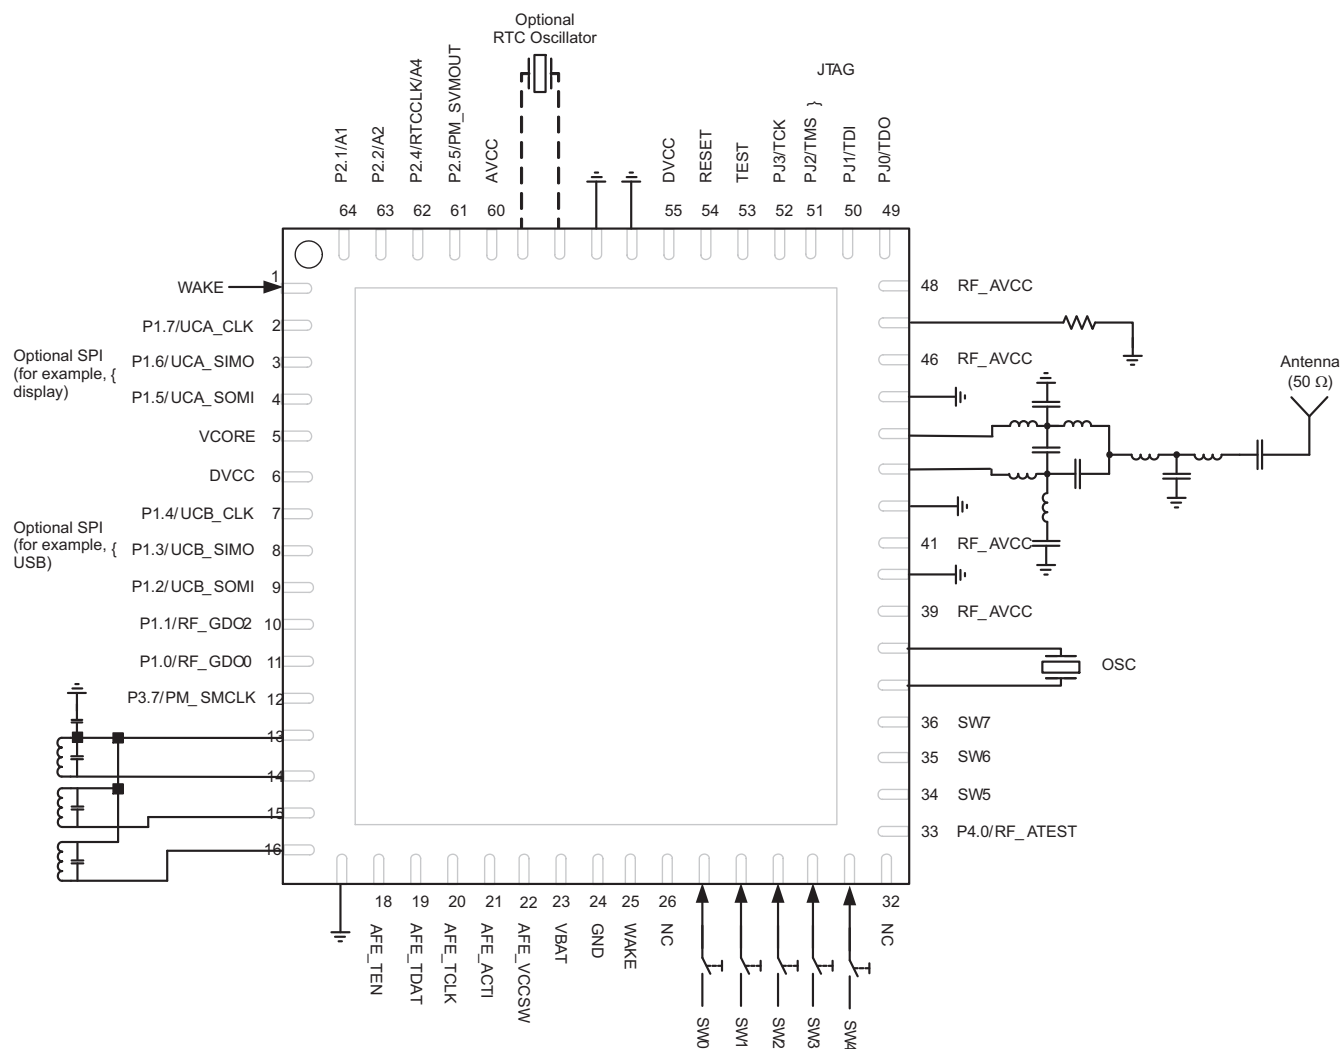 Optional
RTC Oscillator
JTAG
P2.1/A1
P2.2/A2
P2.4/RTCCLK/A4
P2.5/PM_SVMOUT
AVCC
DVCC
RESET
TEST
PJ3/TCK
PJ2/TMS }
PJ1/TDI
PJ0/TDO
64 63 62 61 60 55 54 53 52 51 50 49
WAKE 1
P1.7/UCA_CLK 2
Optional SPI
(for example, {
display)
P1.6/UCA_SIMO 3
P1.5/UCA_SOMI 4
VCORE 5
DVCC 6
P1.4/UCB_CLK 7
Optional SPI
(for example, {
USB)
P1.3/UCB_SIMO 8
P1.2/UCB_SOMI 9
P1.1/RF_GDO2 10
P1.0/RF_GDO0 11
P3.7/PM_SMCLK 12
13
14
15
16
48 RF_AVCC
46 RF_AVCC
Antenna
(50 Ω)
41 RF_AVCC
39 RF_AVCC
OSC
36 SW7
35 SW6
34 SW5
33 P4.0/RF_ATEST
18 19 20 21 22 23 24 25 26 32
AFE_TEN
AFE_TDAT
AFE_TCLK
AFE_ACTI
AFE_VCCSW
VBAT
GND
WAKE
NC
SW0
SW1
SW2
SW3
SW4
NC